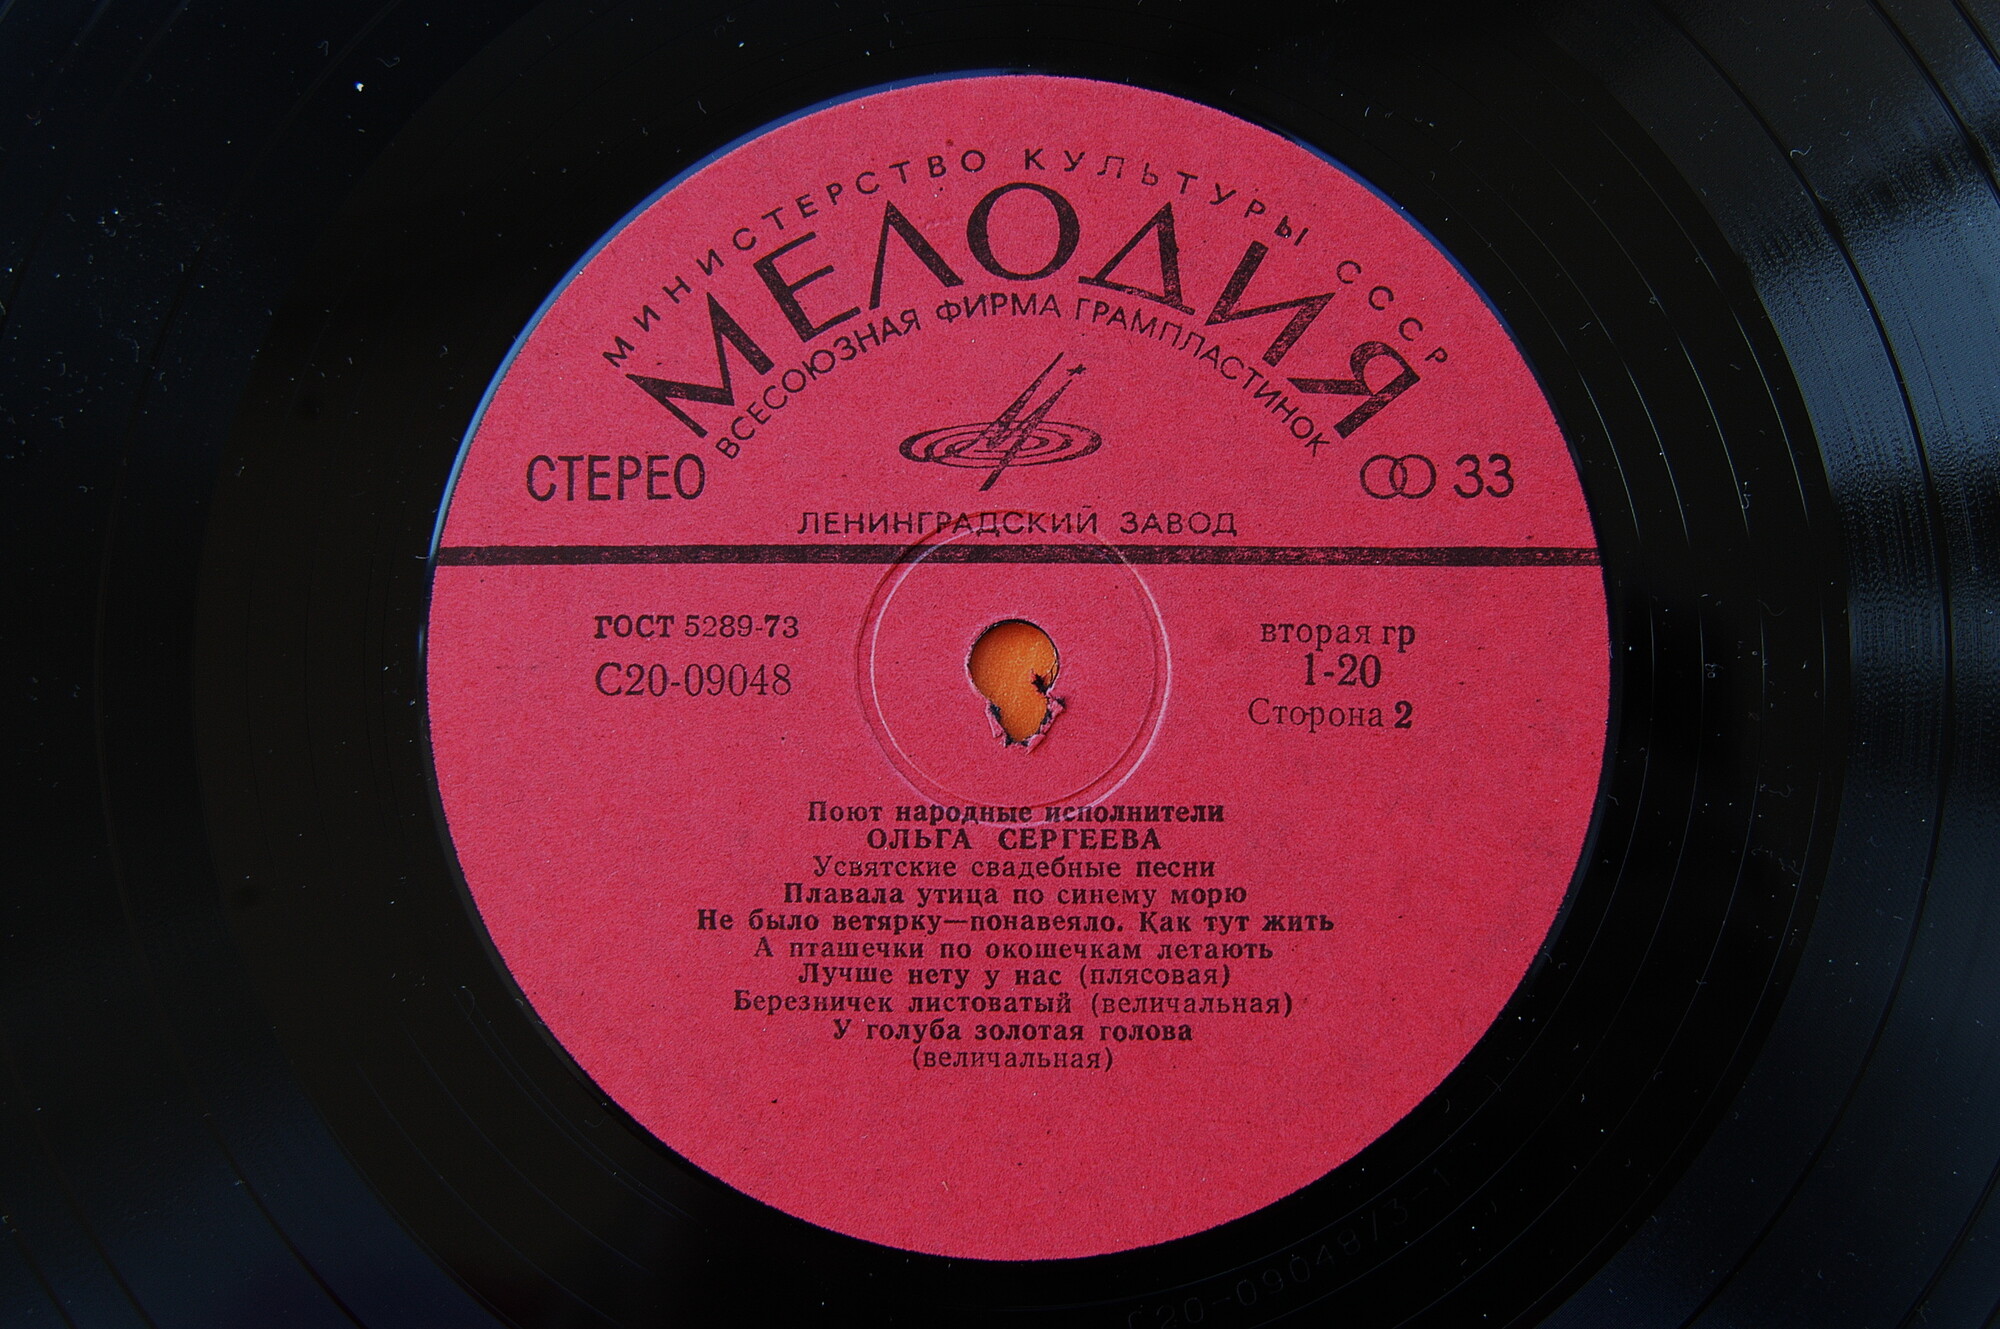 МИНИСТЕРСТВО КУЛЬТУРЫ СССР
МЕЛОДИЯ
ВСЕСОЮЗНАЯ ФИРМА ГРАМПЛАСТИНОК
СТЕРЕО
33
ЛЕНИНГРАДСКИЙ ЗАВОД
ГОСТ 5289-73
С20-09048
вторая гр
1-20
Сторона 2
Поют народные исполнители
ОЛЬГА СЕРГЕЕВА
Усвятские свадебные песни
Плавала утица по синему морю
Не было ветярку—понавеяло. Как тут жить
А пташечки по окошечкам летають
Лучше нету у нас (плясовая)
Березничек листоватый (величальная)
У голуба золотая голова
(величальная)